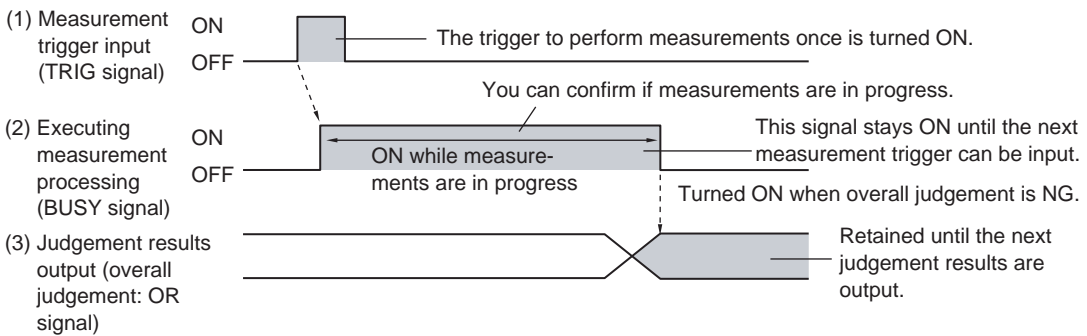 (1) Measurement
trigger input
(TRIG signal)
ON
OFF
The trigger to perform measurements once is turned ON.
You can confirm if measurements are in progress.
(2) Executing
measurement
processing
(BUSY signal)
ON
OFF
ON while measure-
ments are in progress
This signal stays ON until the next
measurement trigger can be input.
Turned ON when overall judgement is NG.
(3) Judgement results
output (overall
judgement: OR
signal)
Retained until the next
judgement results are
output.